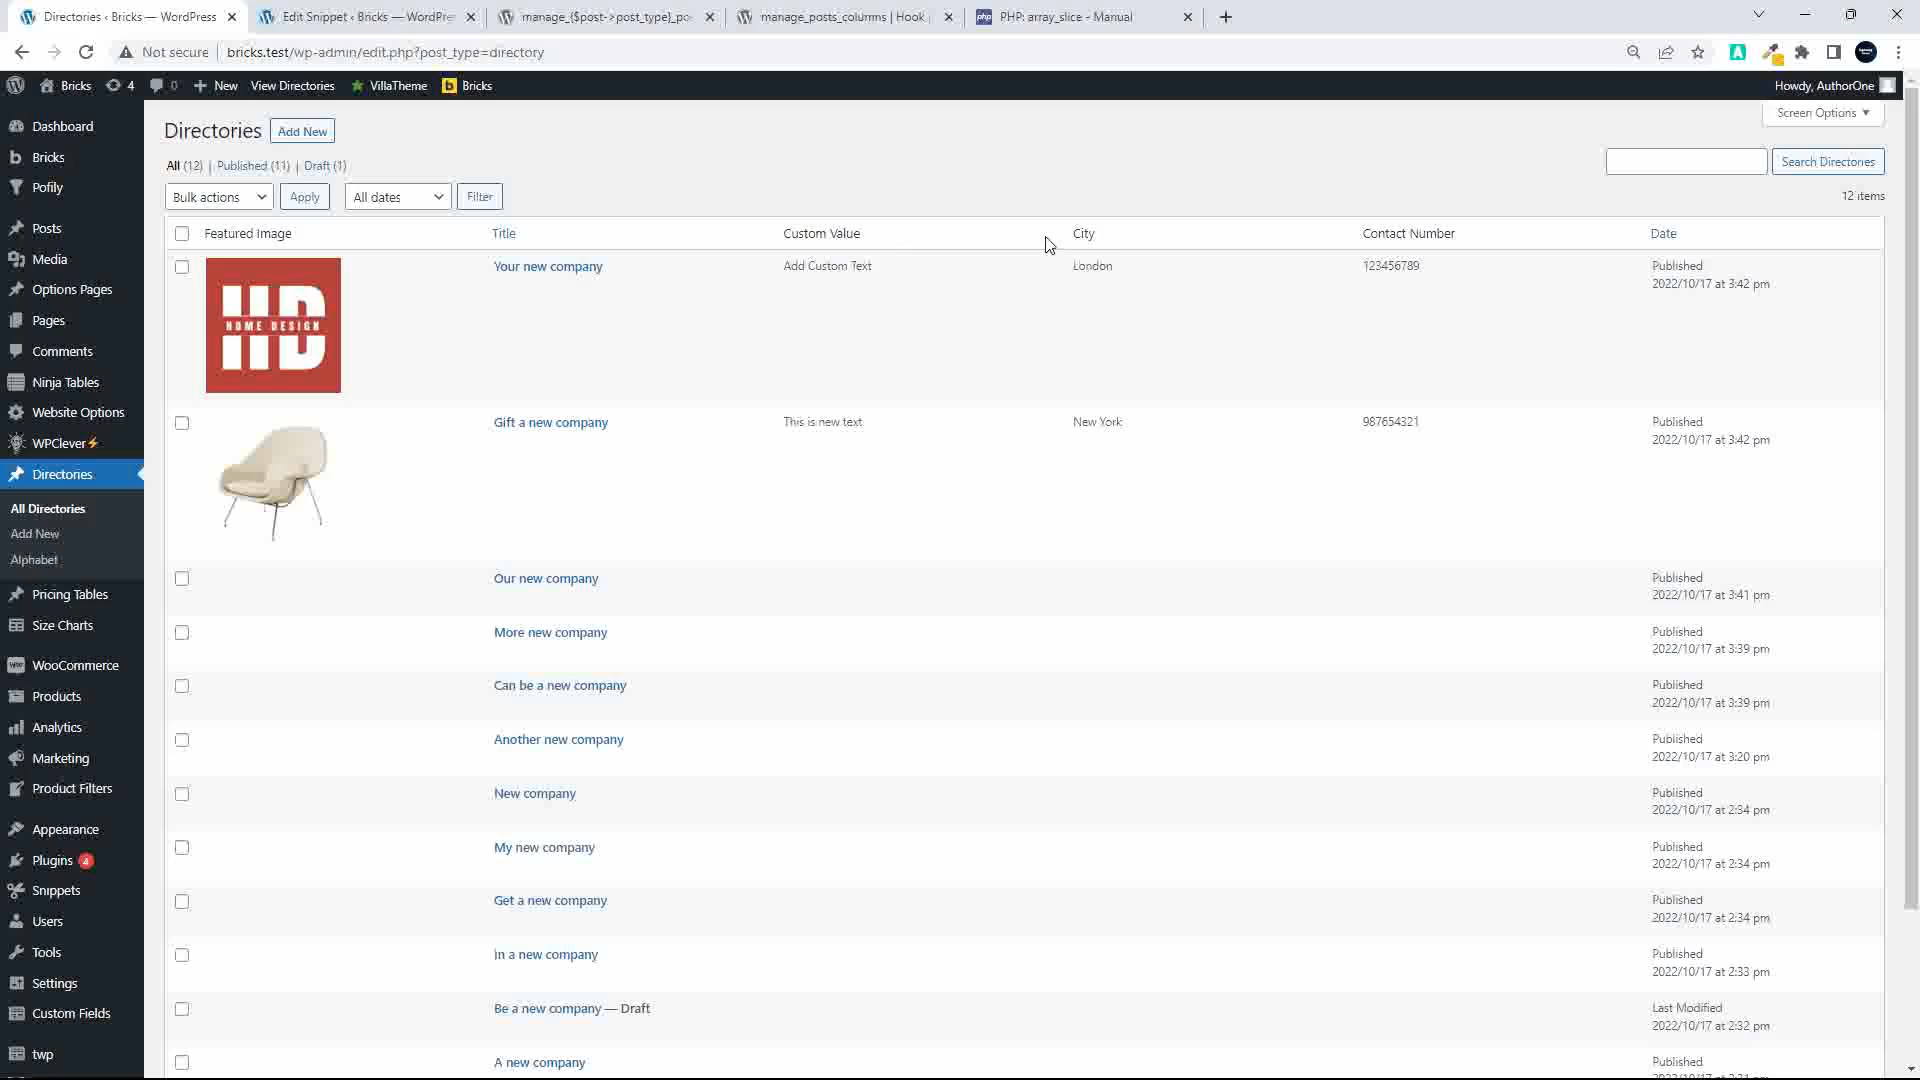 Directories ‹ Bricks — WordPress
Edit Snippet ‹ Bricks — WordPre
manage_{$post->post_type}_po
manage_posts_columns | Hook
php PHP: array_slice - Manual
Not secure
bricks.test/wp-admin/edit.php?post_type=directory
Bricks
4
0
New
View Directories
VillaTheme
b Bricks
Howdy, AuthorOne
Screen Options
Dashboard
Bricks
Pofily
Posts
Media
Options Pages
Pages
Comments
Ninja Tables
Website Options
WPClever⚡
Directories
All Directories
Add New
Alphabet
Pricing Tables
Size Charts
WooCommerce
Products
Analytics
Marketing
Product Filters
Appearance
Plugins 4
Snippets
Users
Tools
Settings
Custom Fields
twp
Directories
Add New
All (12) | Published (11) | Draft (1)
Search Directories
Bulk actions
Apply
All dates
Filter
12 items
Featured Image Title Custom Value City Contact Number Date
HD
HOME DESIGN
Your new company Add Custom Text London 123456789 Published
2022/10/17 at 3:42 pm
Gift a new company This is new text New York 987654321 Published
2022/10/17 at 3:42 pm
Our new company Published
2022/10/17 at 3:41 pm
More new company Published
2022/10/17 at 3:39 pm
Can be a new company Published
2022/10/17 at 3:39 pm
Another new company Published
2022/10/17 at 3:20 pm
New company Published
2022/10/17 at 2:34 pm
My new company Published
2022/10/17 at 2:34 pm
Get a new company Published
2022/10/17 at 2:34 pm
In a new company Published
2022/10/17 at 2:33 pm
Be a new company — Draft Last Modified
2022/10/17 at 2:32 pm
A new company Published